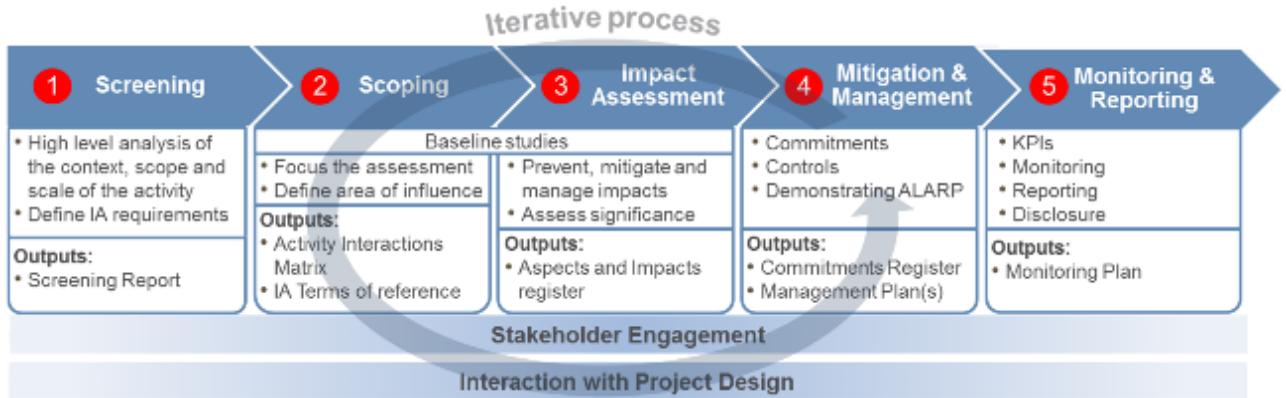 Iterative process
1 Screening
2 Scoping
3 Impact
Assessment
4 Mitigation &
Management
5 Monitoring &
Reporting
• High level analysis of
the context, scope and
scale of the activity
• Define IA requirements
Outputs:
• Screening Report
Baseline studies
• Focus the assessment
• Define area of influence
Outputs:
• Activity Interactions
Matrix
• IA Terms of reference
• Prevent, mitigate and
manage impacts
• Assess significance
Outputs:
• Aspects and Impacts
register
• Commitments
• Controls
• Demonstrating ALARP
Outputs:
• Commitments Register
• Management Plan(s)
• KPIs
• Monitoring
• Reporting
• Disclosure
Outputs:
• Monitoring Plan
Stakeholder Engagement
Interaction with Project Design